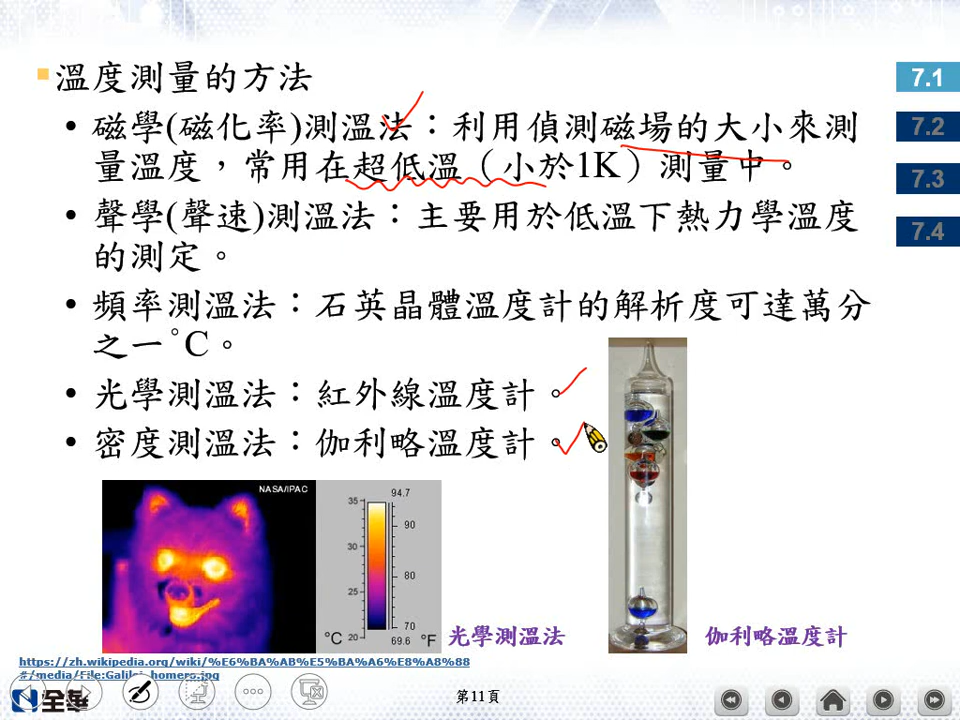 溫度測量的方法
• 磁學(磁化率)測溫法：利用偵測磁場的大小來測
量溫度，常用在超低溫（小於1K）測量中。
• 聲學(聲速)測溫法：主要用於低溫下熱力學溫度
的測定。
• 頻率測溫法：石英晶體溫度計的解析度可達萬分
之一°C。
• 光學測溫法：紅外線溫度計。
• 密度測溫法：伽利略溫度計。
7.1
7.2
7.3
7.4
NASA/IPAC
94.7
35
90
30
80
25
70
°C 20 69.6 °F
光學測溫法
伽利略溫度計
https://zh.wikipedia.org/wiki/%E6%BA%AB%E5%BA%A6%E8%A8%88
#/media/File:Galilei_homero.jpg
全華
第11頁